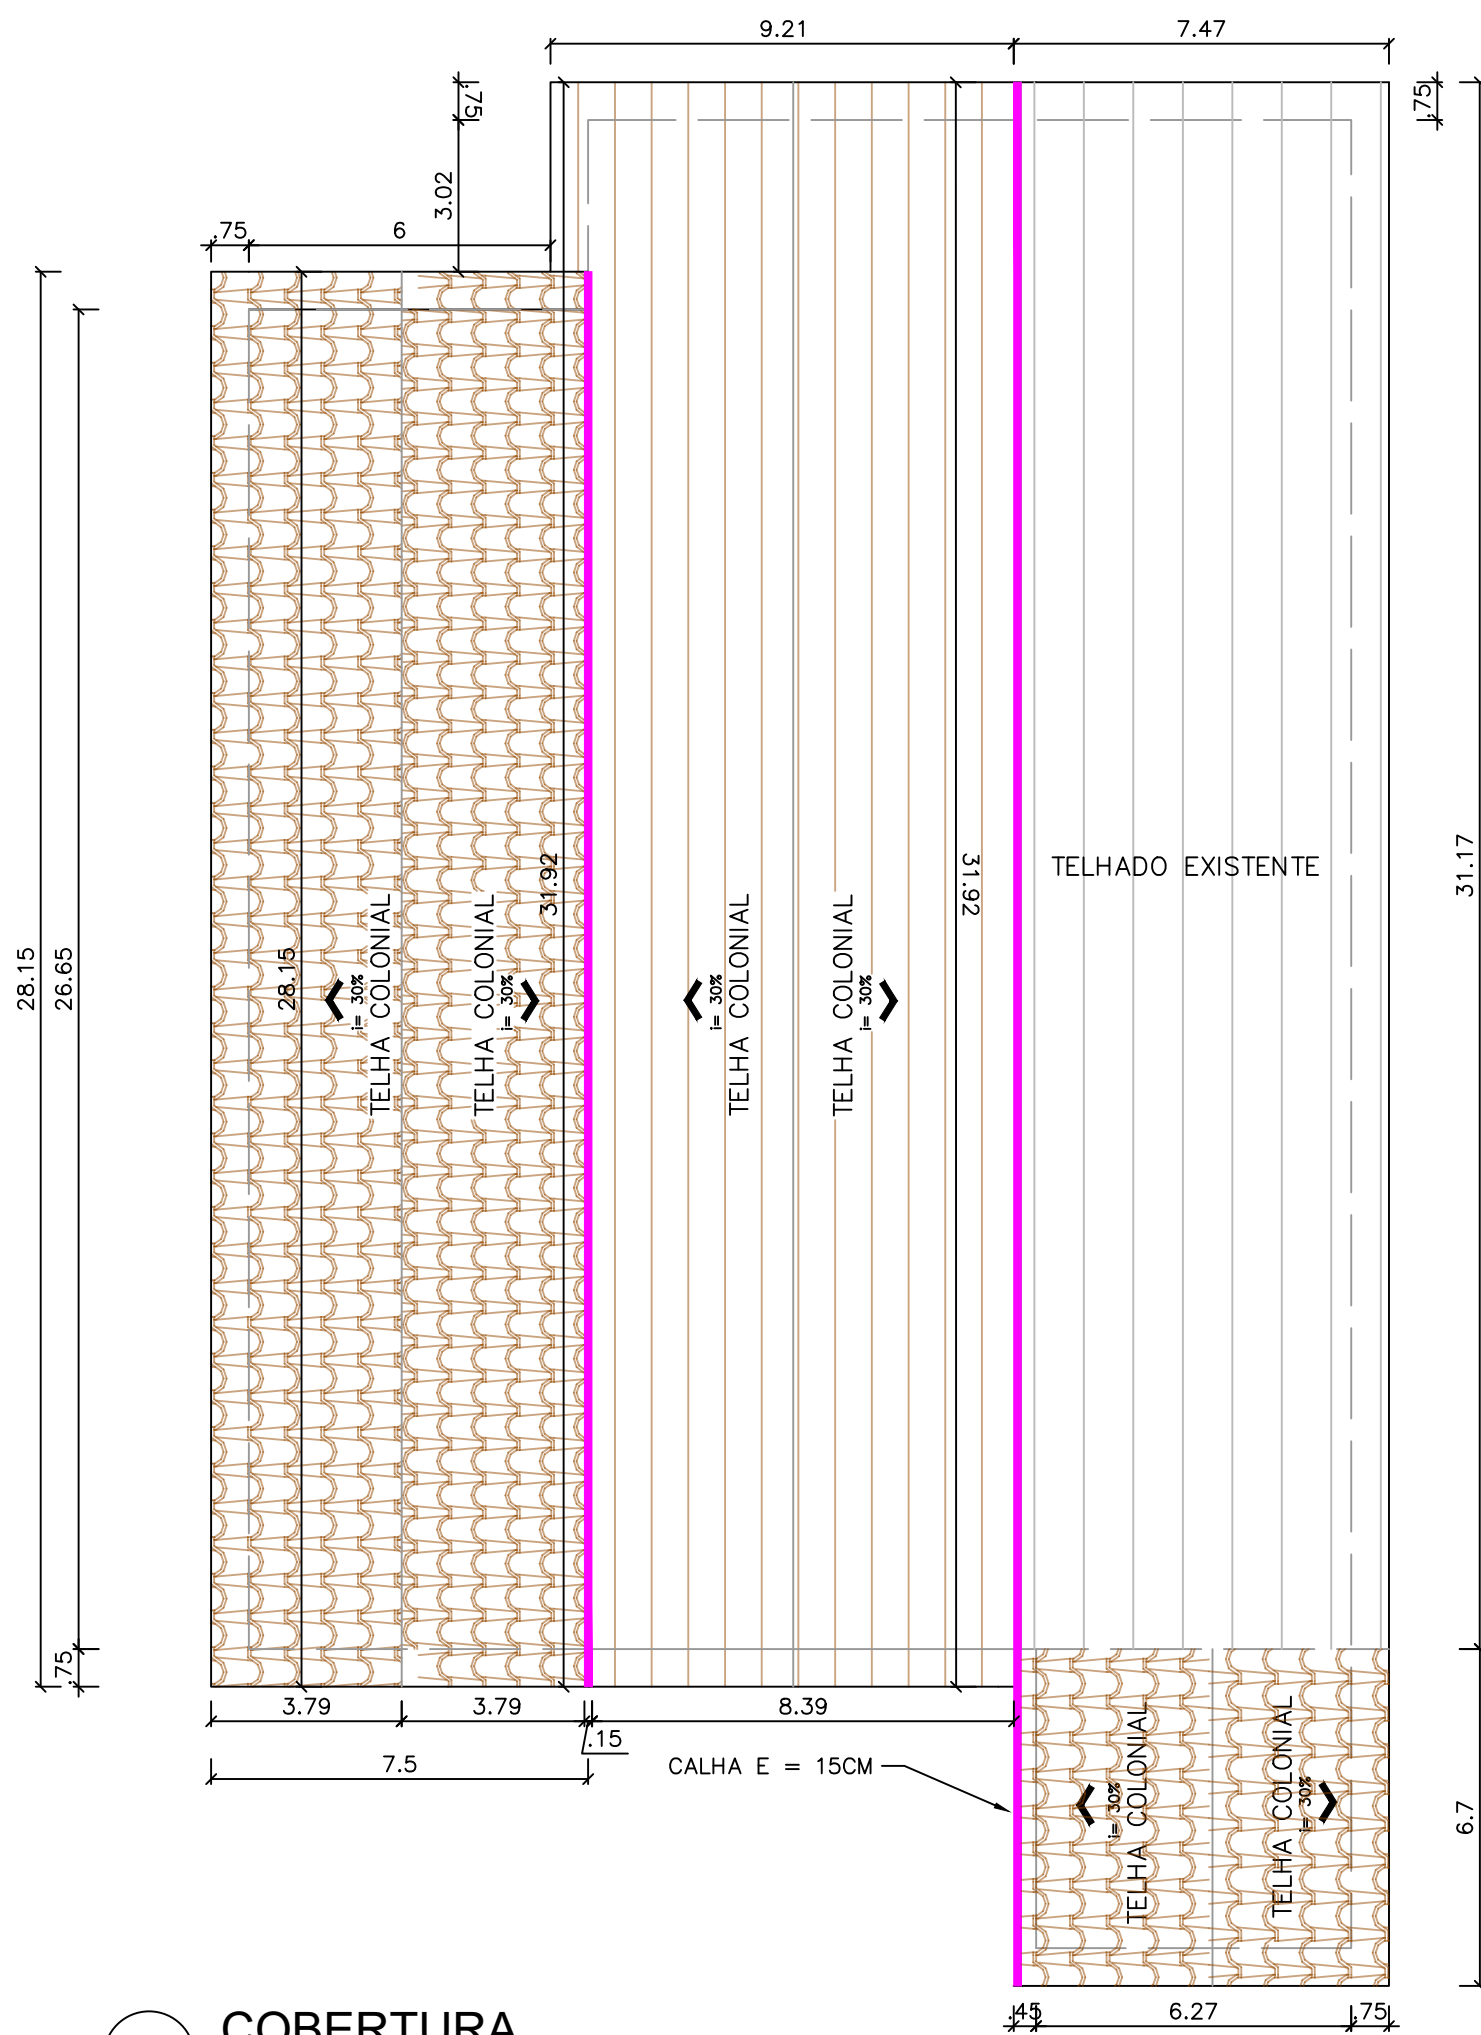 9.21
7.47
.75
.75
3.02
.75
6
31.92
31.92
TELHADO EXISTENTE
31.17
28.15
26.65
28.15
i= 30%
TELHA COLONIAL
TELHA COLONIAL
i= 30%
i= 30%
TELHA COLONIAL
TELHA COLONIAL
i= 30%
.75
3.79
3.79
8.39
.15
7.5
CALHA E = 15CM
i= 30%
TELHA COLONIAL
TELHA COLONIAL
i= 30%
6.7
.45
6.27
.75
COBERTURA